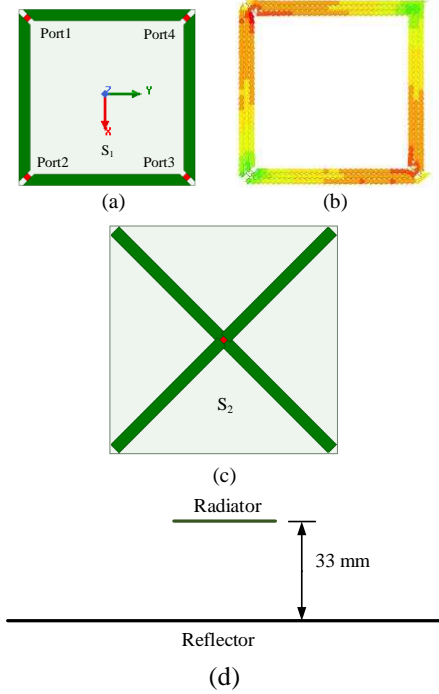 Port1
Port4
Z
Y
X
S₁
Port2
Port3
(a)
(b)
S₂
(c)
Radiator
33 mm
Reflector
(d)